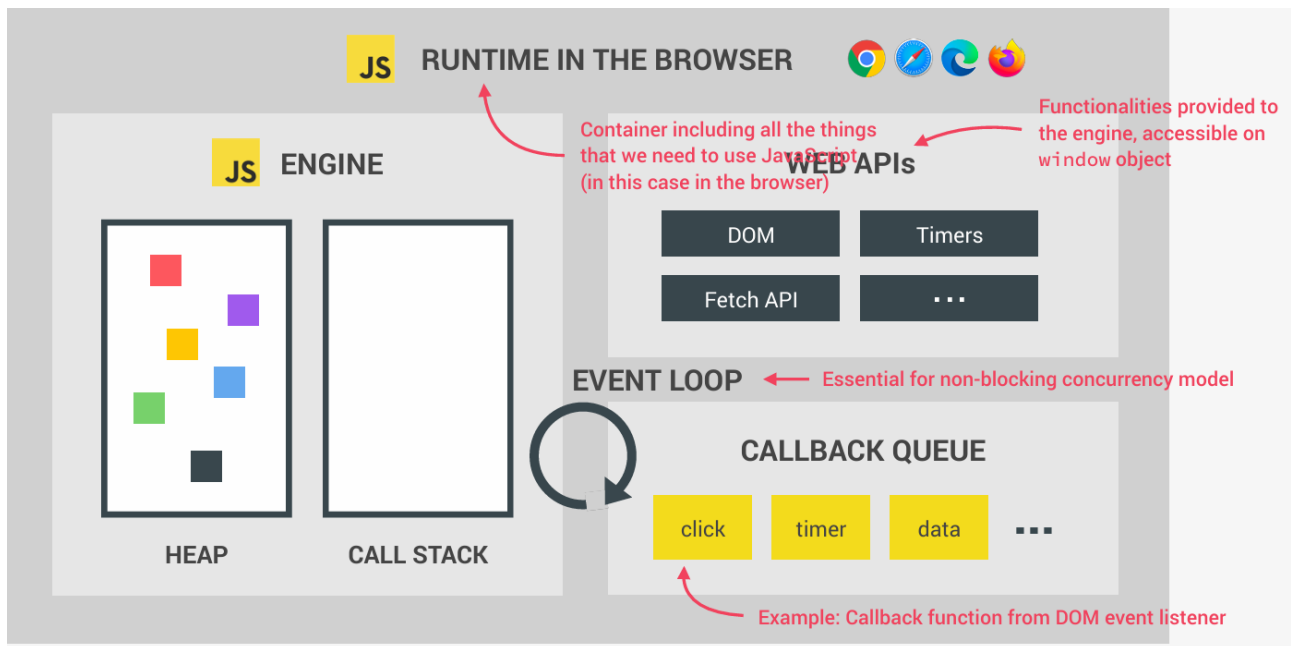 JS RUNTIME IN THE BROWSER
Container including all the things
that we need to use JavaScript
(in this case in the browser)
Functionalities provided to
the engine, accessible on
window object
JS ENGINE
HEAP
CALL STACK
WEB APIs
DOM
Timers
Fetch API
...
EVENT LOOP
Essential for non-blocking concurrency model
CALLBACK QUEUE
click
timer
data
...
Example: Callback function from DOM event listener